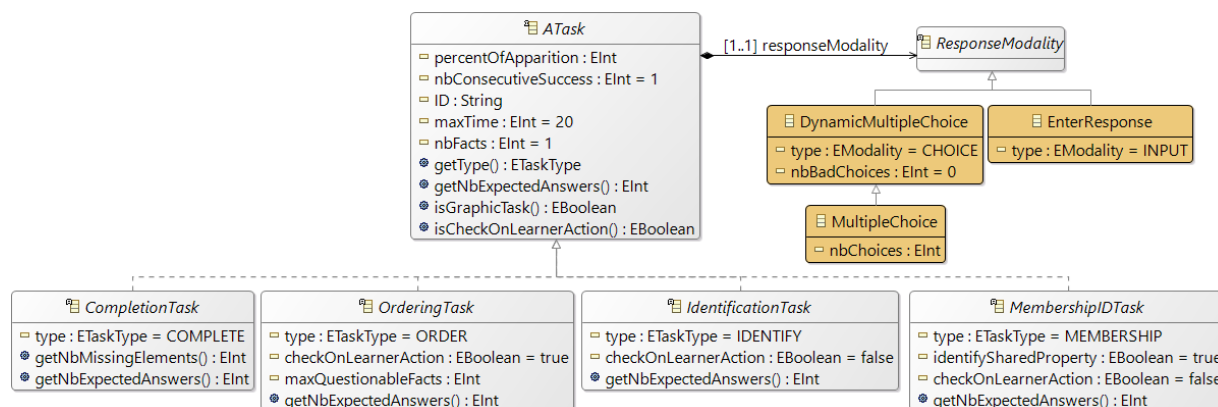 ATask
percentOfApparition : EInt
nbConsecutiveSuccess : EInt = 1
ID : String
maxTime : EInt = 20
nbFacts : EInt = 1
getType() : ETaskType
getNbExpectedAnswers() : EInt
isGraphicTask() : EBoolean
isCheckOnLearnerAction() : EBoolean
[1..1] responseModality
ResponseModality
DynamicMultipleChoice
type : EModality = CHOICE
nbBadChoices : EInt = 0
EnterResponse
type : EModality = INPUT
MultipleChoice
nbChoices : EInt
CompletionTask
type : ETaskType = COMPLETE
getNbMissingElements() : EInt
getNbExpectedAnswers() : EInt
OrderingTask
type : ETaskType = ORDER
checkOnLearnerAction : EBoolean = true
maxQuestionableFacts : EInt
getNbExpectedAnswers() : EInt
IdentificationTask
type : ETaskType = IDENTIFY
checkOnLearnerAction : EBoolean = false
getNbExpectedAnswers() : EInt
MembershipIDTask
type : ETaskType = MEMBERSHIP
identifySharedProperty : EBoolean = true
checkOnLearnerAction : EBoolean = false
getNbExpectedAnswers() : EInt